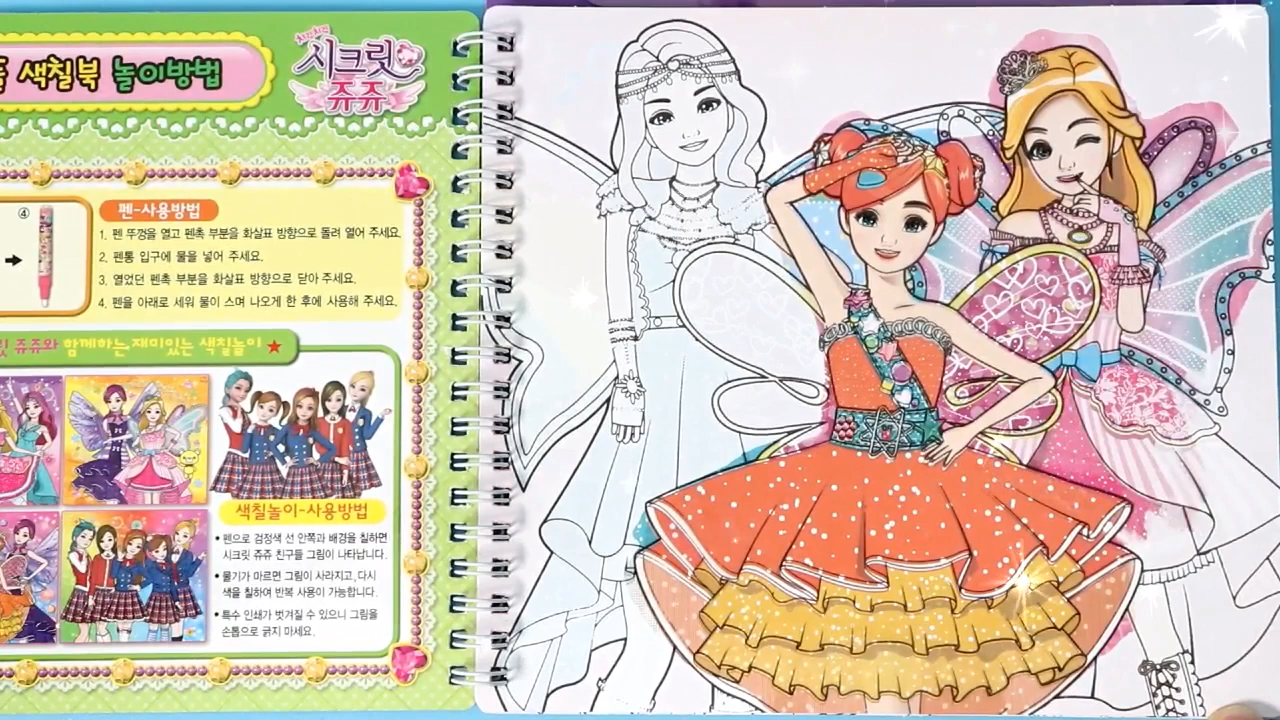 색칠북 놀이방법
시크릿
쥬쥬
④
펜-사용방법
1. 펜 뚜껑을 열고 펜촉 부분을 화살표 방향으로 돌려 열어 주세요.
2. 펜통 입구에 물을 넣어 주세요.
3. 열었던 펜촉 부분을 화살표 방향으로 닫아 주세요.
4. 펜을 아래로 세워 물이 스며 나오게 한 후에 사용해 주세요.
릿 쥬쥬와 함께하는 재미있는 색칠놀이
색칠놀이-사용방법
• 펜으로 검정색 선 안쪽과 배경을 칠하면
시크릿 쥬쥬 친구들 그림이 나타납니다.
• 물기가 마르면 그림이 사라지고, 다시
색을 칠하여 반복 사용이 가능합니다.
• 특수 인쇄가 벗겨질 수 있으니 그림을
손톱으로 긁지 마세요.